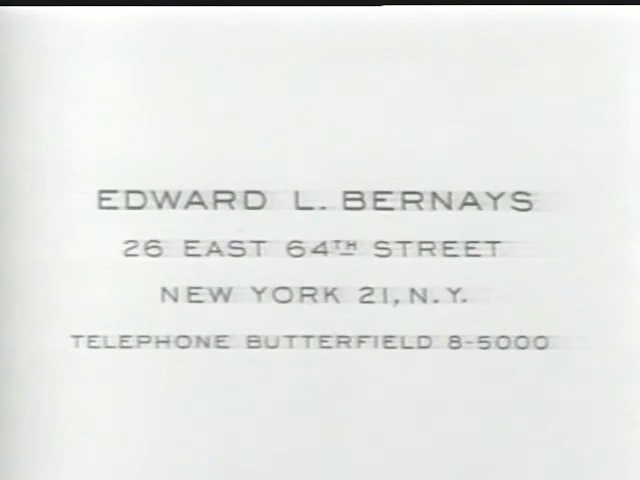 EDWARD L. BERNAYS
26 EAST 64TH STREET
NEW YORK 21, N.Y.
TELEPHONE BUTTERFIELD 8-5000